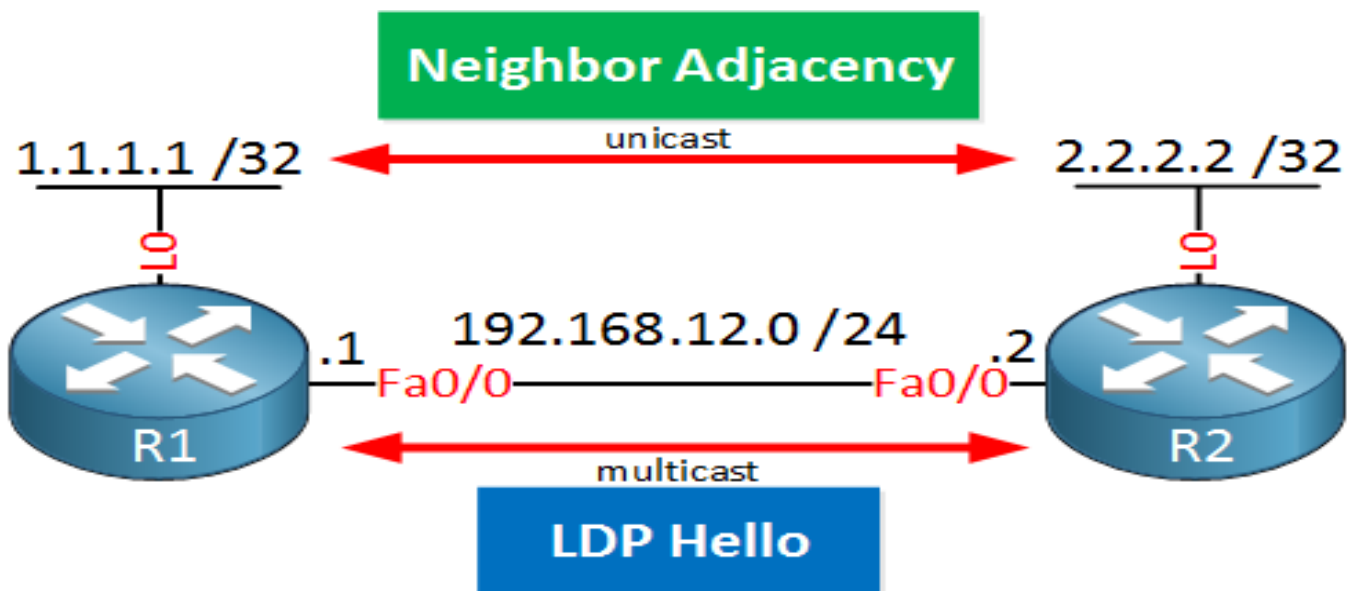 Neighbor Adjacency
unicast
1.1.1.1 /32
2.2.2.2 /32
L0
L0
192.168.12.0 /24
.1
.2
Fa0/0
Fa0/0
R1
R2
multicast
LDP Hello